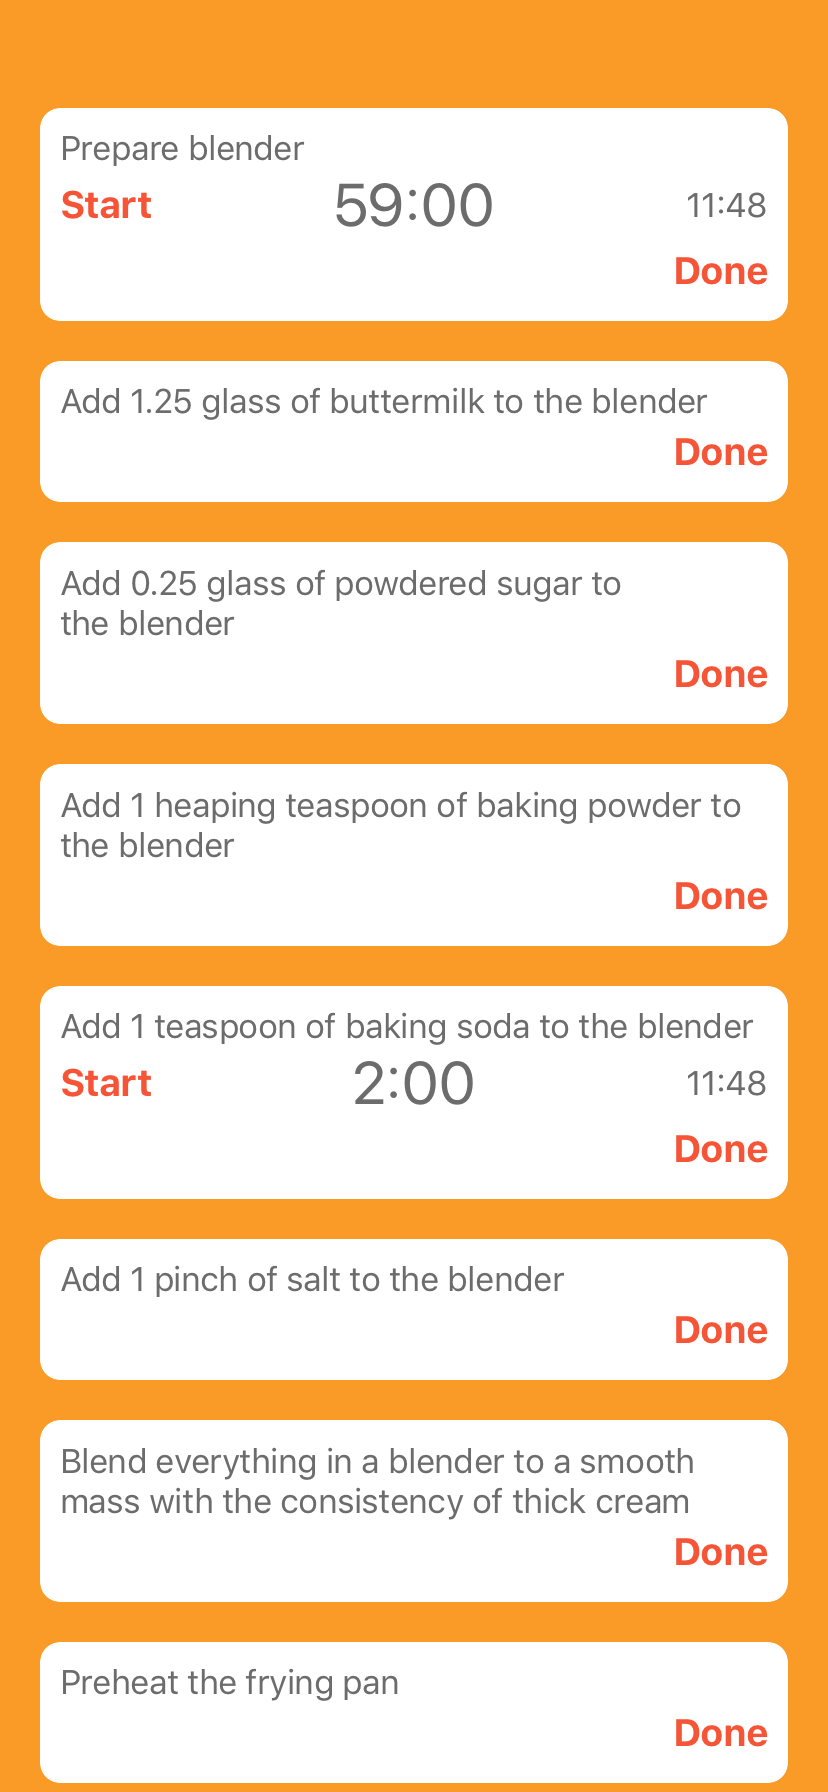 Prepare blender
Start 59:00 11:48
Done
Add 1.25 glass of buttermilk to the blender
Done
Add 0.25 glass of powdered sugar to
the blender
Done
Add 1 heaping teaspoon of baking powder to
the blender
Done
Add 1 teaspoon of baking soda to the blender
Start 2:00 11:48
Done
Add 1 pinch of salt to the blender
Done
Blend everything in a blender to a smooth
mass with the consistency of thick cream
Done
Preheat the frying pan
Done